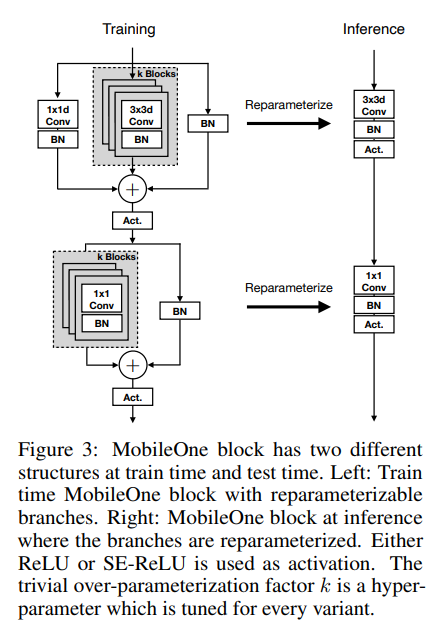 Training
Inference
k Blocks
1x1d
Conv
BN
3x3d
Conv
BN
BN
Reparameterize
3x3d
Conv
BN
Act.
+
Act.
k Blocks
1x1
Conv
BN
BN
Reparameterize
1x1
Conv
BN
Act.
+
Act.
Figure 3: MobileOne block has two different
structures at train time and test time. Left: Train
time MobileOne block with reparameterizable
branches. Right: MobileOne block at inference
where the branches are reparameterized. Either
ReLU or SE-ReLU is used as activation. The
trivial over-parameterization factor k is a hyper-
parameter which is tuned for every variant.